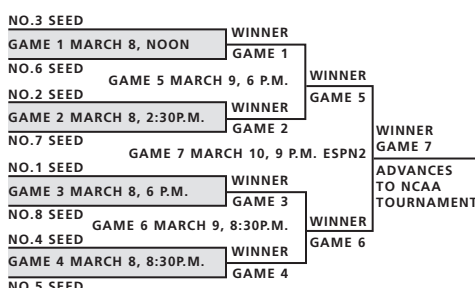 NO.3 SEED
GAME 1 MARCH 8, NOON
NO.6 SEED
WINNER
GAME 1
GAME 5 MARCH 9, 6 P.M.
NO.2 SEED
GAME 2 MARCH 8, 2:30P.M.
NO.7 SEED
WINNER
GAME 2
WINNER
GAME 5
GAME 7 MARCH 10, 9 P.M. ESPN2
NO.1 SEED
GAME 3 MARCH 8, 6 P.M.
NO.8 SEED
WINNER
GAME 3
GAME 6 MARCH 9, 8:30P.M.
NO.4 SEED
GAME 4 MARCH 8, 8:30P.M.
NO.5 SEED
WINNER
GAME 4
WINNER
GAME 6
WINNER
GAME 7
ADVANCES
TO NCAA
TOURNAMENT